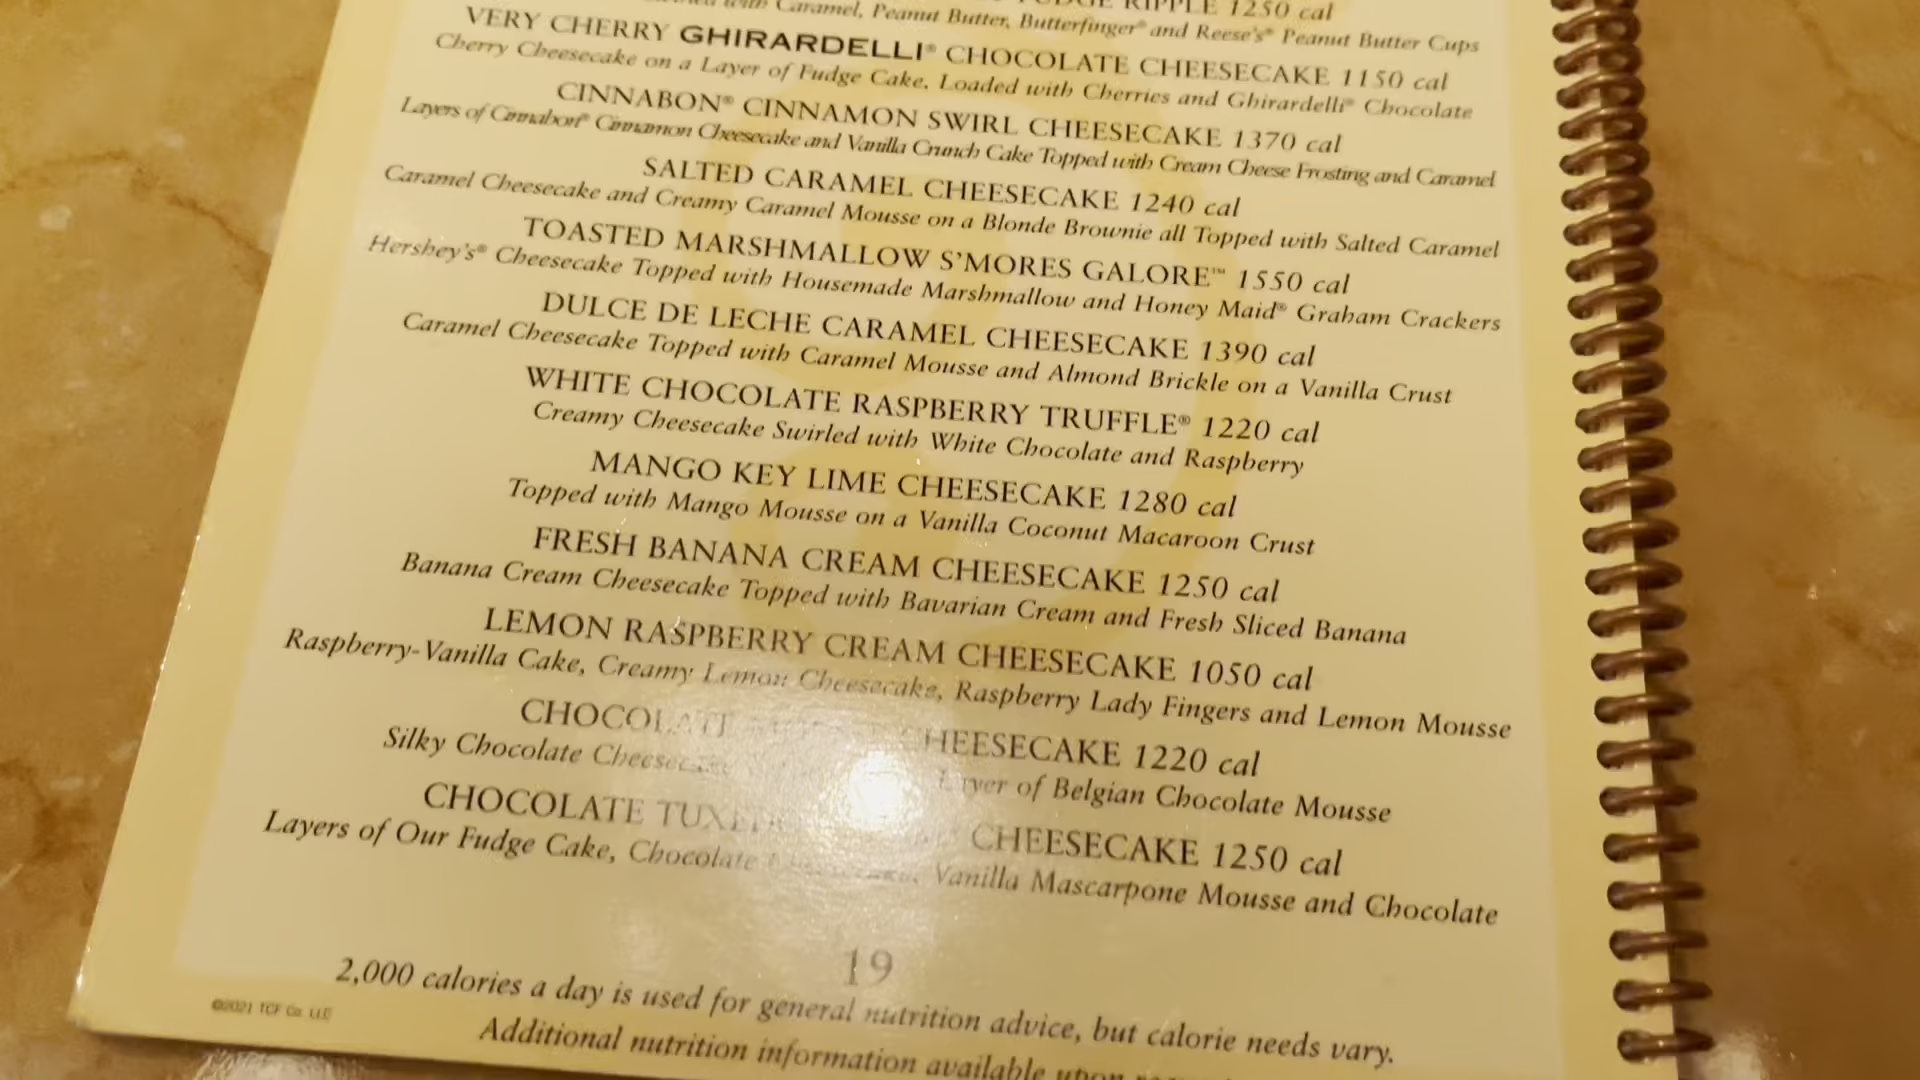 FUDGE RIPPLE 1250 cal
with Caramel, Peanut Butter, Butterfinger® and Reese's® Peanut Butter Cups
VERY CHERRY GHIRARDELLI® CHOCOLATE CHEESECAKE 1150 cal
Cherry Cheesecake on a Layer of Fudge Cake, Loaded with Cherries and Ghirardelli® Chocolate
CINNABON® CINNAMON SWIRL CHEESECAKE 1370 cal
Layers of Cinnabon® Cinnamon Cheesecake and Vanilla Crunch Cake Topped with Cream Cheese Frosting and Caramel
SALTED CARAMEL CHEESECAKE 1240 cal
Caramel Cheesecake and Creamy Caramel Mousse on a Blonde Brownie all Topped with Salted Caramel
TOASTED MARSHMALLOW S'MORES GALORE™ 1550 cal
Hershey's® Cheesecake Topped with Housemade Marshmallow and Honey Maid® Graham Crackers
DULCE DE LECHE CARAMEL CHEESECAKE 1390 cal
Caramel Cheesecake Topped with Caramel Mousse and Almond Brickle on a Vanilla Crust
WHITE CHOCOLATE RASPBERRY TRUFFLE® 1220 cal
Creamy Cheesecake Swirled with White Chocolate and Raspberry
MANGO KEY LIME CHEESECAKE 1280 cal
Topped with Mango Mousse on a Vanilla Coconut Macaroon Crust
FRESH BANANA CREAM CHEESECAKE 1250 cal
Banana Cream Cheesecake Topped with Bavarian Cream and Fresh Sliced Banana
LEMON RASPBERRY CREAM CHEESECAKE 1050 cal
Raspberry-Vanilla Cake, Creamy Lemon Cheesecake, Raspberry Lady Fingers and Lemon Mousse
CHOCOLATE CHEESECAKE 1220 cal
Silky Chocolate Cheesecake Layer of Belgian Chocolate Mousse
CHOCOLATE TUXEDO CHEESECAKE 1250 cal
Layers of Our Fudge Cake, Chocolate Vanilla Mascarpone Mousse and Chocolate
19
2,000 calories a day is used for general nutrition advice, but calorie needs vary.
©2021 TCF Co. LLC
Additional nutrition information available upon